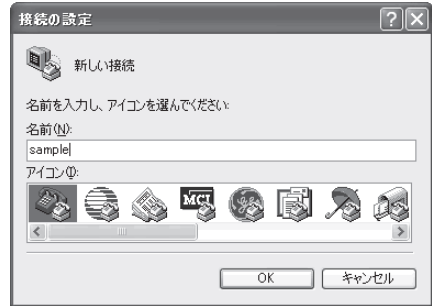 接続の設定
新しい接続
名前を入力し、アイコンを選んでください:
名前(N):
sample
アイコン(I):
MCI
OK
キャンセル